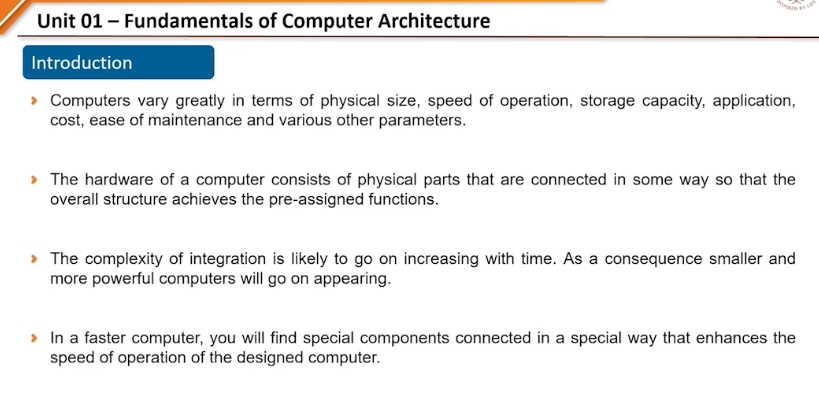 Unit 01 – Fundamentals of Computer Architecture
Introduction
Computers vary greatly in terms of physical size, speed of operation, storage capacity, application,
cost, ease of maintenance and various other parameters.
The hardware of a computer consists of physical parts that are connected in some way so that the
overall structure achieves the pre-assigned functions.
The complexity of integration is likely to go on increasing with time. As a consequence smaller and
more powerful computers will go on appearing.
In a faster computer, you will find special components connected in a special way that enhances the
speed of operation of the designed computer.